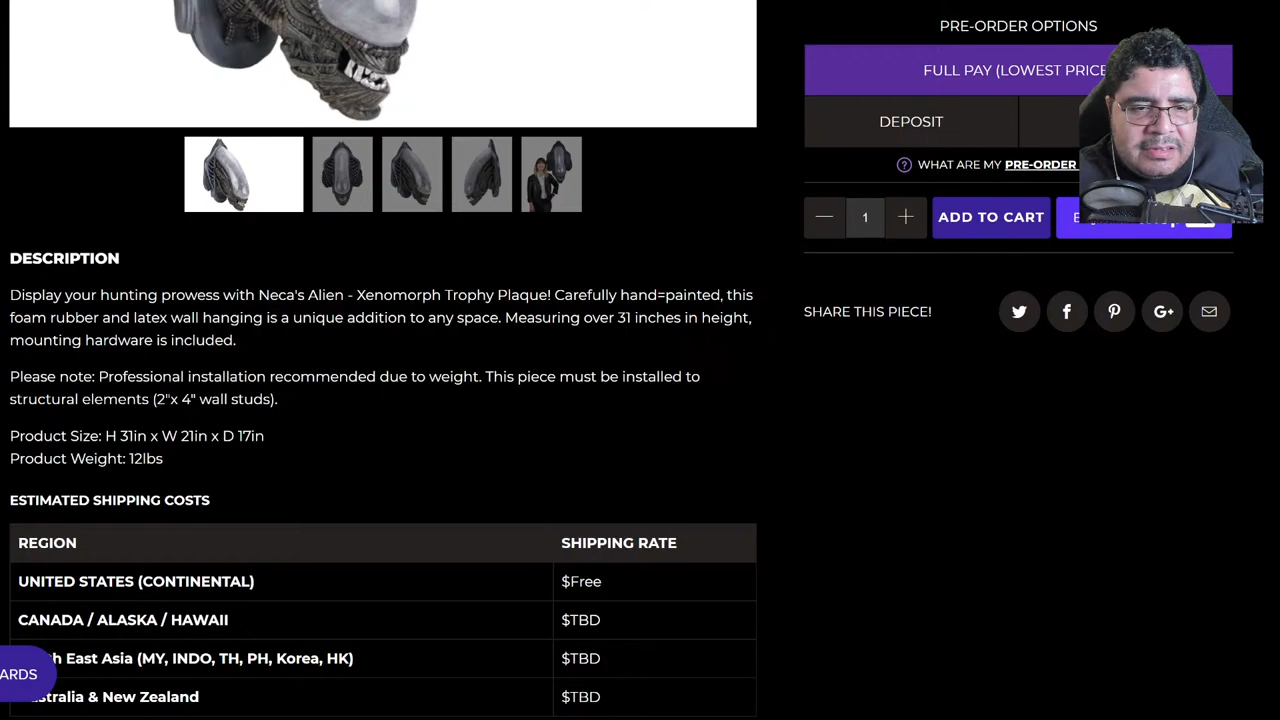 PRE-ORDER OPTIONS
FULL PAY (LOWEST PRICE
DEPOSIT
? WHAT ARE MY PRE-ORDER
1
ADD TO CART
DESCRIPTION
Display your hunting prowess with Neca's Alien - Xenomorph Trophy Plaque! Carefully hand=painted, this
foam rubber and latex wall hanging is a unique addition to any space. Measuring over 31 inches in height,
mounting hardware is included.
Please note: Professional installation recommended due to weight. This piece must be installed to
structural elements (2"x 4" wall studs).
Product Size: H 31in x W 21in x D 17in
Product Weight: 12lbs
SHARE THIS PIECE!
ESTIMATED SHIPPING COSTS
REGION SHIPPING RATE
UNITED STATES (CONTINENTAL) $Free
CANADA / ALASKA / HAWAII $TBD
East Asia (MY, INDO, TH, PH, Korea, HK) $TBD
& New Zealand $TBD
ARDS